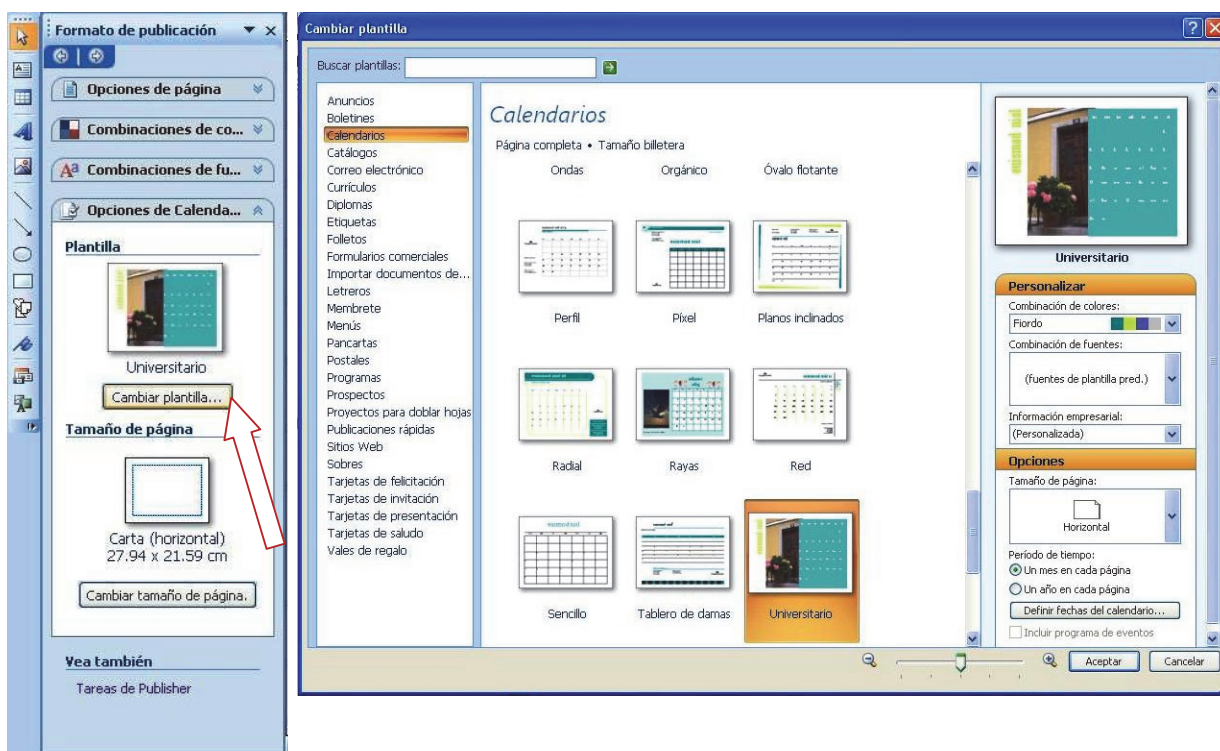 Formato de publicación
Opciones de página
Combinaciones de co...
Combinaciones de fu...
Opciones de Calenda...
Plantilla
Universitario
Cambiar plantilla...
Tamaño de página
Carta (horizontal)
27.94 x 21.59 cm
Cambiar tamaño de página.
Vea también
Tareas de Publisher
Cambiar plantilla
Buscar plantillas:
Anuncios
Boletines
Calendarios
Catálogos
Correo electrónico
Currículos
Diplomas
Etiquetas
Folletos
Formularios comerciales
Importar documentos de...
Letreros
Membrete
Menús
Pancartas
Postales
Programas
Prospectos
Proyectos para doblar hojas
Publicaciones rápidas
Sitios Web
Sobres
Tarjetas de felicitación
Tarjetas de invitación
Tarjetas de presentación
Tarjetas de saludo
Vales de regalo
Calendarios
Página completa • Tamaño billetera
Ondas Orgánico Óvalo flotante
Perfil Píxel Planos inclinados
Radial Rayas Red
Sencillo Tablero de damas Universitario
Universitario
Personalizar
Combinación de colores:
Fiordo
Combinación de fuentes:
(fuentes de plantilla pred.)
Información empresarial:
(Personalizada)
Opciones
Tamaño de página:
Horizontal
Período de tiempo:
Un mes en cada página
Un año en cada página
Definir fechas del calendario...
Incluir programa de eventos
Aceptar Cancelar